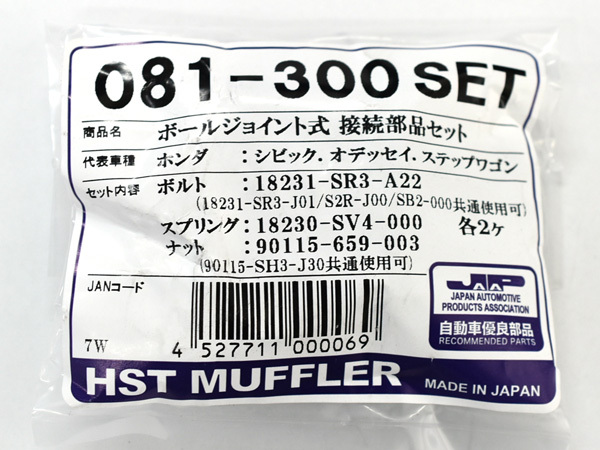 081-300 SET
商品名 ボールジョイント式 接続部品セット
代表車種 ホンダ :シビック.オデッセイ.ステップワゴン
セット内容 ボルト :18231-SR3-A22
(18231-SR3-J01/S2R-J00/SB2-000共通使用可)
スプリング:18230-SV4-000 各2ヶ
ナット :90115-659-003
(90115-SH3-J30共通使用可)
JANコード
7W
4 527711 000069
JAPA
JAPAN AUTOMOTIVE
PRODUCTS ASSOCIATION
自動車優良部品
RECOMMENDED PARTS
HST MUFFLER MADE IN JAPAN